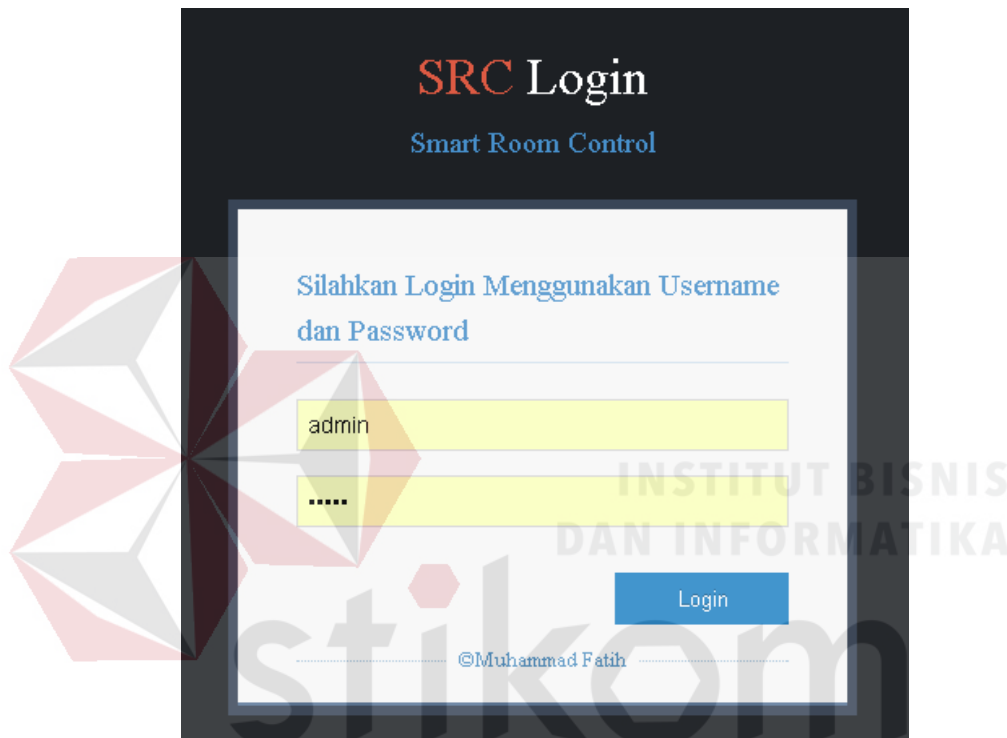 SRC Login
Smart Room Control
Silahkan Login Menggunakan Username
dan Password
admin
•••••
INSTITUT BISNIS
DAN INFORMATIKA
Login
©Muhammad Fatih
stikom